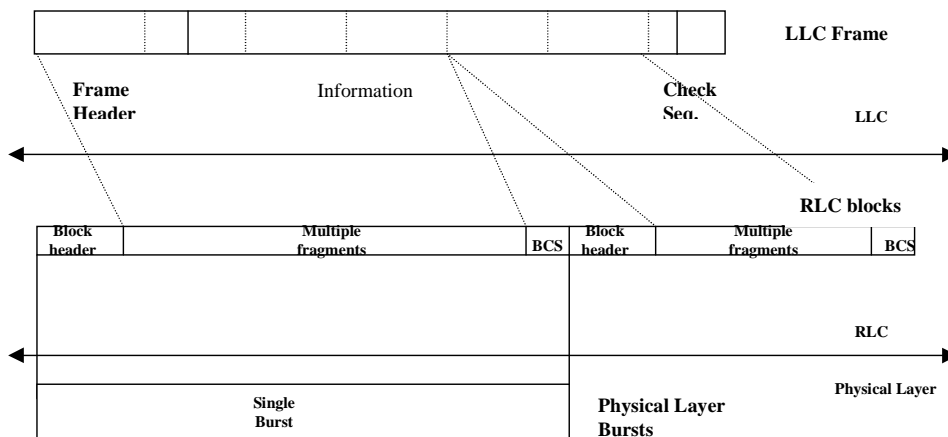 LLC Frame
Frame
Header
Information
Check
Seq.
LLC
RLC blocks
Block
header
Multiple
fragments
BCS
Block
header
Multiple
fragments
BCS
RLC
Physical Layer
Single
Burst
Physical Layer
Bursts